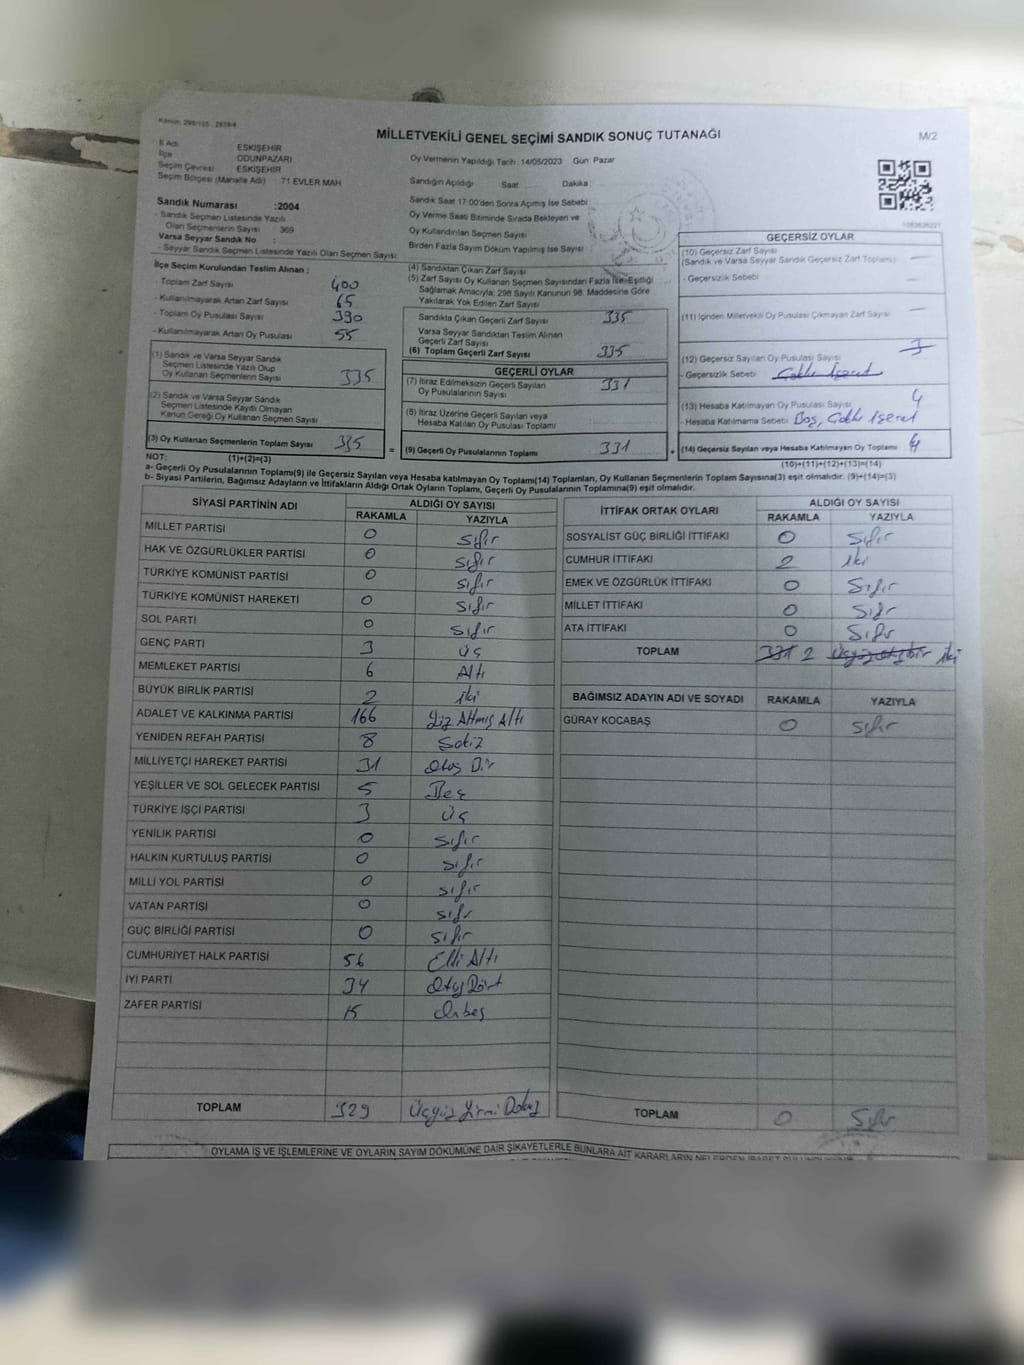 MİLLETVEKİLİ GENEL SEÇİMİ SANDIK SONUÇ TUTANAĞI
M/2
İl Adı ESKİŞEHİR
İlçe ODUNPAZARI
Seçim Çevresi ESKİŞEHİR
Seçim Bölgesi (Mahalle Adı) 71 EVLER MAH
Oy Vermenin Yapıldığı Tarih :14/05/2023 Gün: Pazar
Sandığın Açıldığı Saat Dakika
Sandık Numarası :2004
- Sandık Seçmen Listesinde Yazılı
Olan Seçmenlerin Sayısı 369
Varsa Seyyar Sandık No :
- Seyyar Sandık Seçmen Listesinde Yazılı Olan Seçmen Sayısı
Sandık Saat 17:00'den Sonra Açılmış İse Sebebi
Oy Verme Saati Bitiminde Sırada Bekleyen ve
Oy Kullandırılan Seçmen Sayısı
Birden Fazla Sayım Döküm Yapılmış İse Sayısı
İlçe Seçim Kurulundan Teslim Alınan ;
- Toplam Zarf Sayısı 400
- Kullanılmayarak Artan Zarf Sayısı 65
- Toplam Oy Pusulası Sayısı 390
- Kullanılmayarak Artan Oy Pusulası 55
(1) Sandık ve Varsa Seyyar Sandık
Seçmen Listesinde Yazılı Olup
Oy Kullanan Seçmenlerin Sayısı 335
(2) Sandık ve Varsa Seyyar Sandık
Seçmen Listesinde Kayıtlı Olmayan
Kanun Gereği Oy Kullanan Seçmen Sayısı
(3) Oy Kullanan Seçmenlerin Toplam Sayısı 335
(4) Sandıktan Çıkan Zarf Sayısı
(5) Zarf Sayısı Oy Kullanan Seçmen Sayısından Fazla İse, Eşitliği
Sağlamak Amacıyla; 298 Sayılı Kanunun 98. Maddesine Göre
Yakılarak Yok Edilen Zarf Sayısı
Sandıkta Çıkan Geçerli Zarf Sayısı 335
Varsa Seyyar Sandıktan Teslim Alınan
Geçerli Zarf Sayısı
(6) Toplam Geçerli Zarf Sayısı 335
GEÇERLİ OYLAR
(7) İtiraz Edilmeksizin Geçerli Sayılan
Oy Pusulalarının Sayısı 331
(8) İtiraz Üzerine Geçerli Sayılan veya
Hesaba Katılan Oy Pusulası Toplamı
= (9) Geçerli Oy Pusulalarının Toplamı 331 +
GEÇERSİZ OYLAR
(10) Geçersiz Zarf Sayısı
(Sandık ve Varsa Seyyar Sandık Geçersiz Zarf Toplamı)
- Geçersizlik Sebebi:
(11) İçinden Milletvekili Oy Pusulası Çıkmayan Zarf Sayısı
(12) Geçersiz Sayılan Oy Pusulası Sayısı
- Geçersizlik Sebebi:
(13) Hesaba Katılmayan Oy Pusulası Sayısı 4
- Hesaba Katılmama Sebebi: Boş, Çoklu işaret
(14) Geçersiz Sayılan veya Hesaba Katılmayan Oy Toplamı 4
NOT: (1)+(2)=(3) (10)+(11)+(12)+(13)=(14)
a- Geçerli Oy Pusulalarının Toplamı(9) ile Geçersiz Sayılan veya Hesaba katılmayan Oy Toplamı(14) Toplamları, Oy Kullanan Seçmenlerin Toplam Sayısına(3) eşit olmalıdır. (9)+(14)=(3)
b- Siyasi Partilerin, Bağımsız Adayların ve İttifakların Aldığı Ortak Oyların Toplamı, Geçerli Oy Pusulalarının Toplamına(9) eşit olmalıdır.
SİYASİ PARTİNİN ADI ALDIĞI OY SAYISI
RAKAMLA YAZIYLA
MİLLET PARTİSİ 0 sıfır
HAK VE ÖZGÜRLÜKLER PARTİSİ 0 sıfır
TÜRKİYE KOMÜNİST PARTİSİ 0 sıfır
TÜRKİYE KOMÜNİST HAREKETİ 0 sıfır
SOL PARTİ 0 sıfır
GENÇ PARTİ 3 üç
MEMLEKET PARTİSİ 6 Altı
BÜYÜK BİRLİK PARTİSİ 2 iki
ADALET VE KALKINMA PARTİSİ 166 Yüz Altmış Altı
YENİDEN REFAH PARTİSİ 8 Sekiz
MİLLİYETÇİ HAREKET PARTİSİ 31 Otuz Bir
YEŞİLLER VE SOL GELECEK PARTİSİ 5 Beş
TÜRKİYE İŞÇİ PARTİSİ 3 üç
YENİLİK PARTİSİ 0 sıfır
HALKIN KURTULUŞ PARTİSİ 0 sıfır
MİLLİ YOL PARTİSİ 0 sıfır
VATAN PARTİSİ 0 sıfır
GÜÇ BİRLİĞİ PARTİSİ 0 sıfır
CUMHURİYET HALK PARTİSİ 56 Elli Altı
İYİ PARTİ 34 Otuz Dört
ZAFER PARTİSİ 15 Onbeş
TOPLAM 329 Üçyüz Yirmi Dokuz
İTTİFAK ORTAK OYLARI ALDIĞI OY SAYISI
RAKAMLA YAZIYLA
SOSYALİST GÜÇ BİRLİĞİ İTTİFAKI 0 Sıfır
CUMHUR İTTİFAKI 2 iki
EMEK VE ÖZGÜRLÜK İTTİFAKI 0 Sıfır
MİLLET İTTİFAKI 0 Sıfır
ATA İTTİFAKI 0 Sıfır
TOPLAM 331 2 Üçyüzotuzbir iki
BAĞIMSIZ ADAYIN ADI VE SOYADI RAKAMLA YAZIYLA
GÜRAY KOCABAŞ 0 sıfır
TOPLAM 0 Sıfır
OYLAMA İŞ VE İŞLEMLERİNE VE OYLARIN SAYIM DÖKÜMÜNE DAİR ŞİKAYETLERLE BUNLARA AİT KARARLARIN